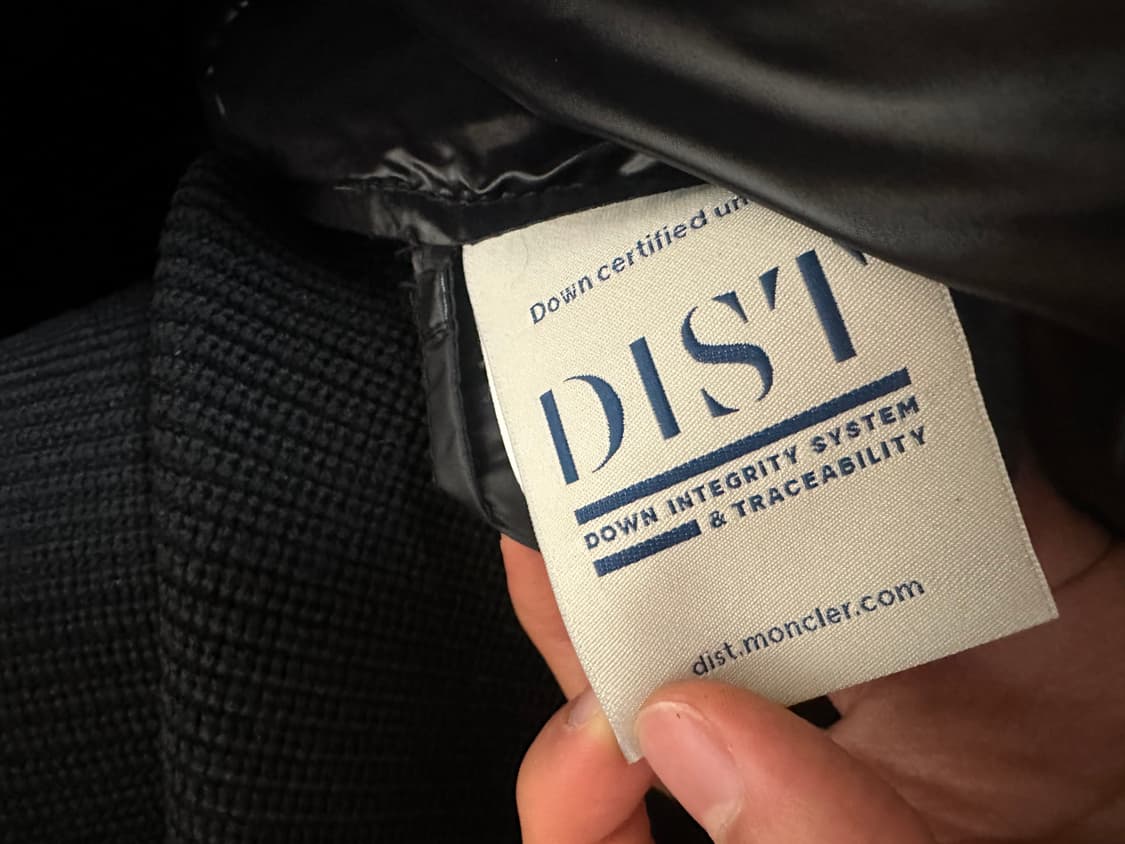 Down certified
DIST
DOWN INTEGRITY SYSTEM
& TRACEABILITY
dist.moncler.com